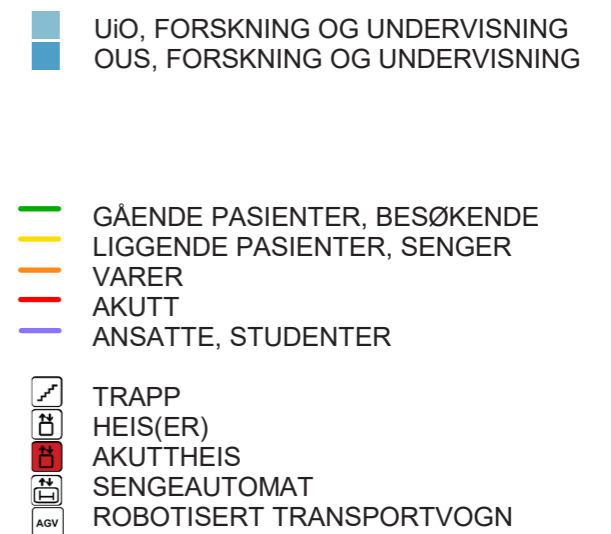 UiO, FORSKNING OG UNDERVISNING
OUS, FORSKNING OG UNDERVISNING
GÅENDE PASIENTER, BESØKENDE
LIGGENDE PASIENTER, SENGER
VARER
AKUTT
ANSATTE, STUDENTER
TRAPP
HEIS(ER)
AKUTTHEIS
SENGEAUTOMAT
AGV ROBOTISERT TRANSPORTVOGN